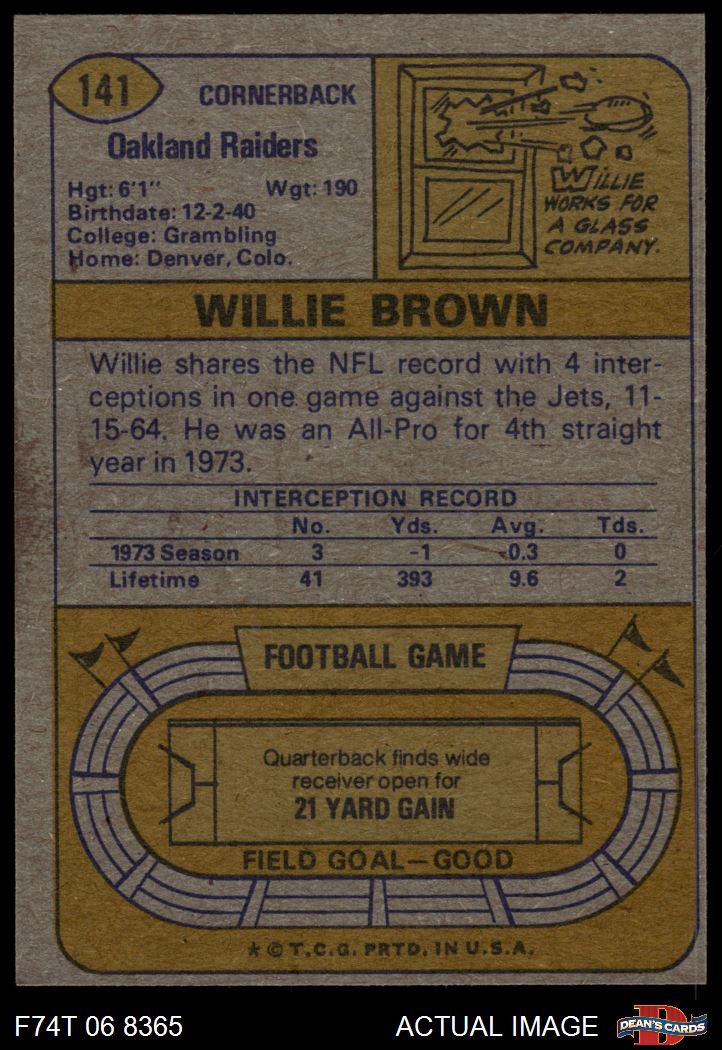 141
CORNERBACK
Oakland Raiders
Hgt: 6'1" Wgt: 190
Birthdate: 12-2-40
College: Grambling
Home: Denver, Colo.
WILLIE
WORKS FOR
A GLASS
COMPANY.
WILLIE BROWN
Willie shares the NFL record with 4 inter-
ceptions in one game against the Jets, 11-
15-64. He was an All-Pro for 4th straight
year in 1973.
INTERCEPTION RECORD
No. Yds. Avg. Tds.
1973 Season 3 -1 -0.3 0
Lifetime 41 393 9.6 2
FOOTBALL GAME
Quarterback finds wide
receiver open for
21 YARD GAIN
FIELD GOAL—GOOD
* © T.C.G. PRTD. IN U.S.A.
F74T 06 8365 ACTUAL IMAGE
D
DEAN'S CARDS